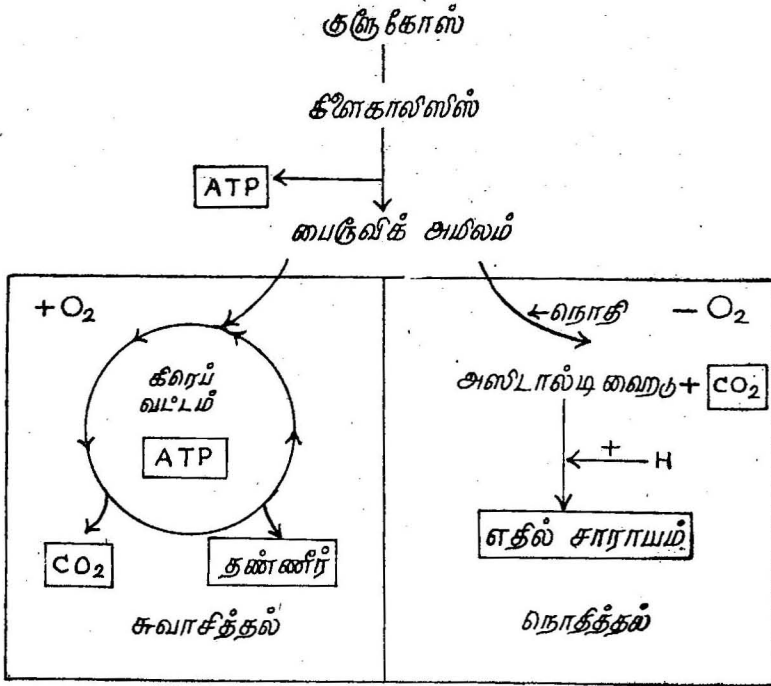 குளூகோஸ்
கிளைகாலிஸிஸ்
ATP
பைரூவிக் அமிலம்
+O₂
கிரெப்
வட்டம்
ATP
CO₂
தண்ணீர்
சுவாசித்தல்
நொதி
− O₂
அஸிடால்டிஹைடு + CO₂
+
H
எதில் சாராயம்
நொதித்தல்